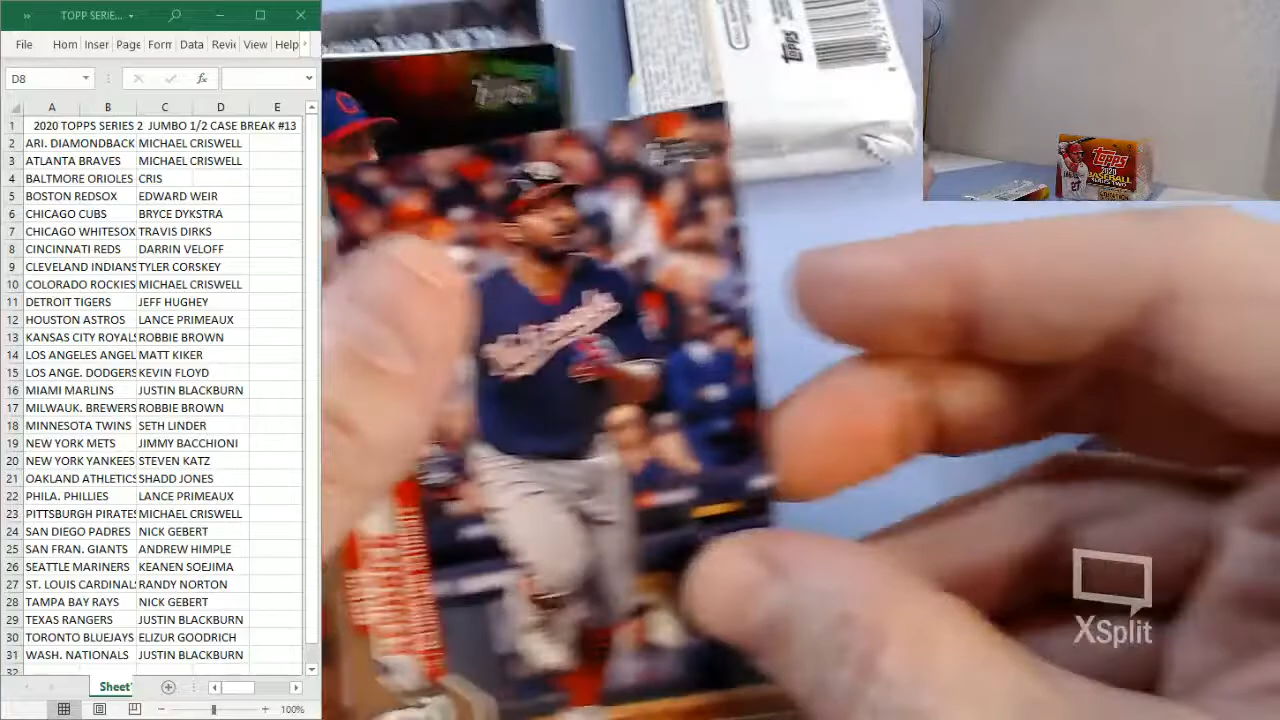 TOPP SERIE...
File Hom Inser Page Form Data Revi View Help
D8
fx
A B C D E
1 2020 TOPPS SERIES 2 JUMBO 1/2 CASE BREAK #13
2 ARI. DIAMONDBACK MICHAEL CRISWELL
3 ATLANTA BRAVES MICHAEL CRISWELL
4 BALTMORE ORIOLES CRIS
5 BOSTON REDSOX EDWARD WEIR
6 CHICAGO CUBS BRYCE DYKSTRA
7 CHICAGO WHITESOX TRAVIS DIRKS
8 CINCINNATI REDS DARRIN VELOFF
9 CLEVELAND INDIANS TYLER CORSKEY
10 COLORADO ROCKIES MICHAEL CRISWELL
11 DETROIT TIGERS JEFF HUGHEY
12 HOUSTON ASTROS LANCE PRIMEAUX
13 KANSAS CITY ROYALS ROBBIE BROWN
14 LOS ANGELES ANGEL MATT KIKER
15 LOS ANGE. DODGERS KEVIN FLOYD
16 MIAMI MARLINS JUSTIN BLACKBURN
17 MILWAUK. BREWERS ROBBIE BROWN
18 MINNESOTA TWINS SETH LINDER
19 NEW YORK METS JIMMY BACCHIONI
20 NEW YORK YANKEES STEVEN KATZ
21 OAKLAND ATHLETICS SHADD JONES
22 PHILA. PHILLIES LANCE PRIMEAUX
23 PITTSBURGH PIRATES MICHAEL CRISWELL
24 SAN DIEGO PADRES NICK GEBERT
25 SAN FRAN. GIANTS ANDREW HIMPLE
26 SEATTLE MARINERS KEANEN SOEJIMA
27 ST. LOUIS CARDINALS RANDY NORTON
28 TAMPA BAY RAYS NICK GEBERT
29 TEXAS RANGERS JUSTIN BLACKBURN
30 TORONTO BLUEJAYS ELIZUR GOODRICH
31 WASH. NATIONALS JUSTIN BLACKBURN
32
Sheet
100%
Topps
Topps
C
Nationals
Topps
2020
BASEBALL
SERIES TWO
27
XSplit